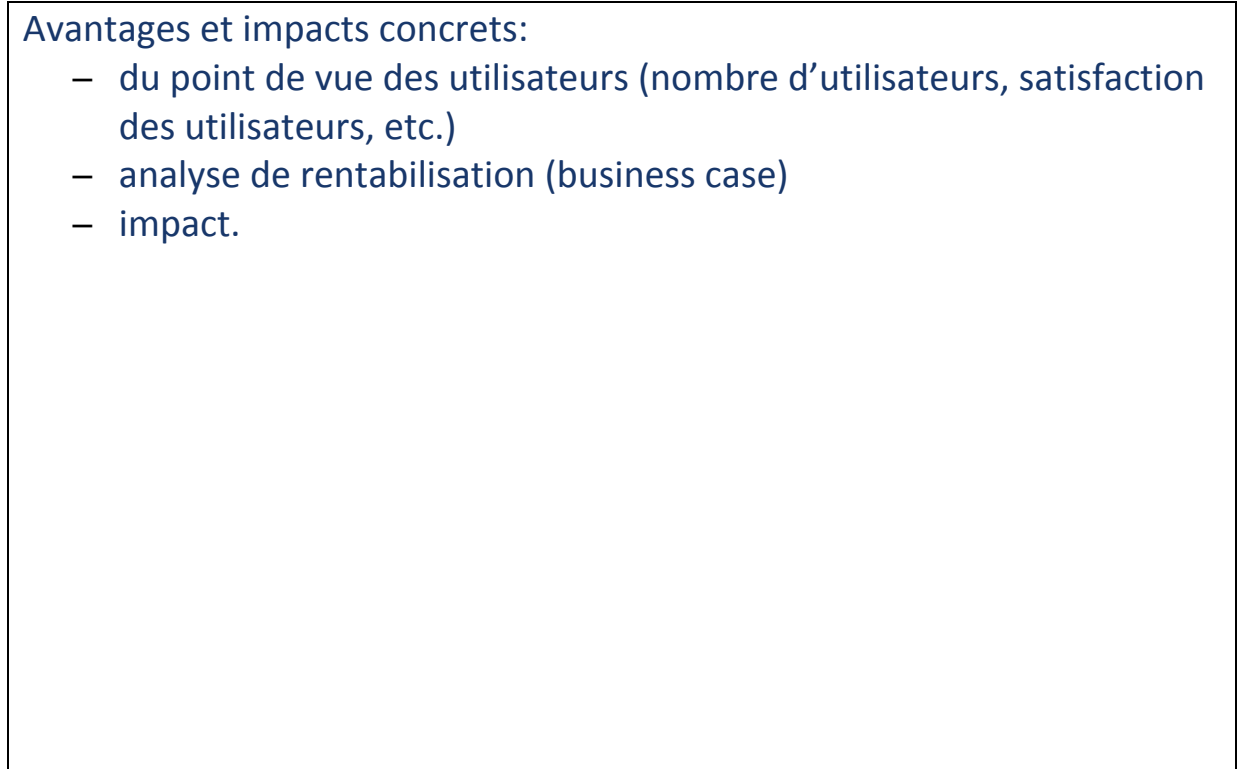 Avantages et impacts concrets:
– du point de vue des utilisateurs (nombre d’utilisateurs, satisfaction
des utilisateurs, etc.)
– analyse de rentabilisation (business case)
– impact.